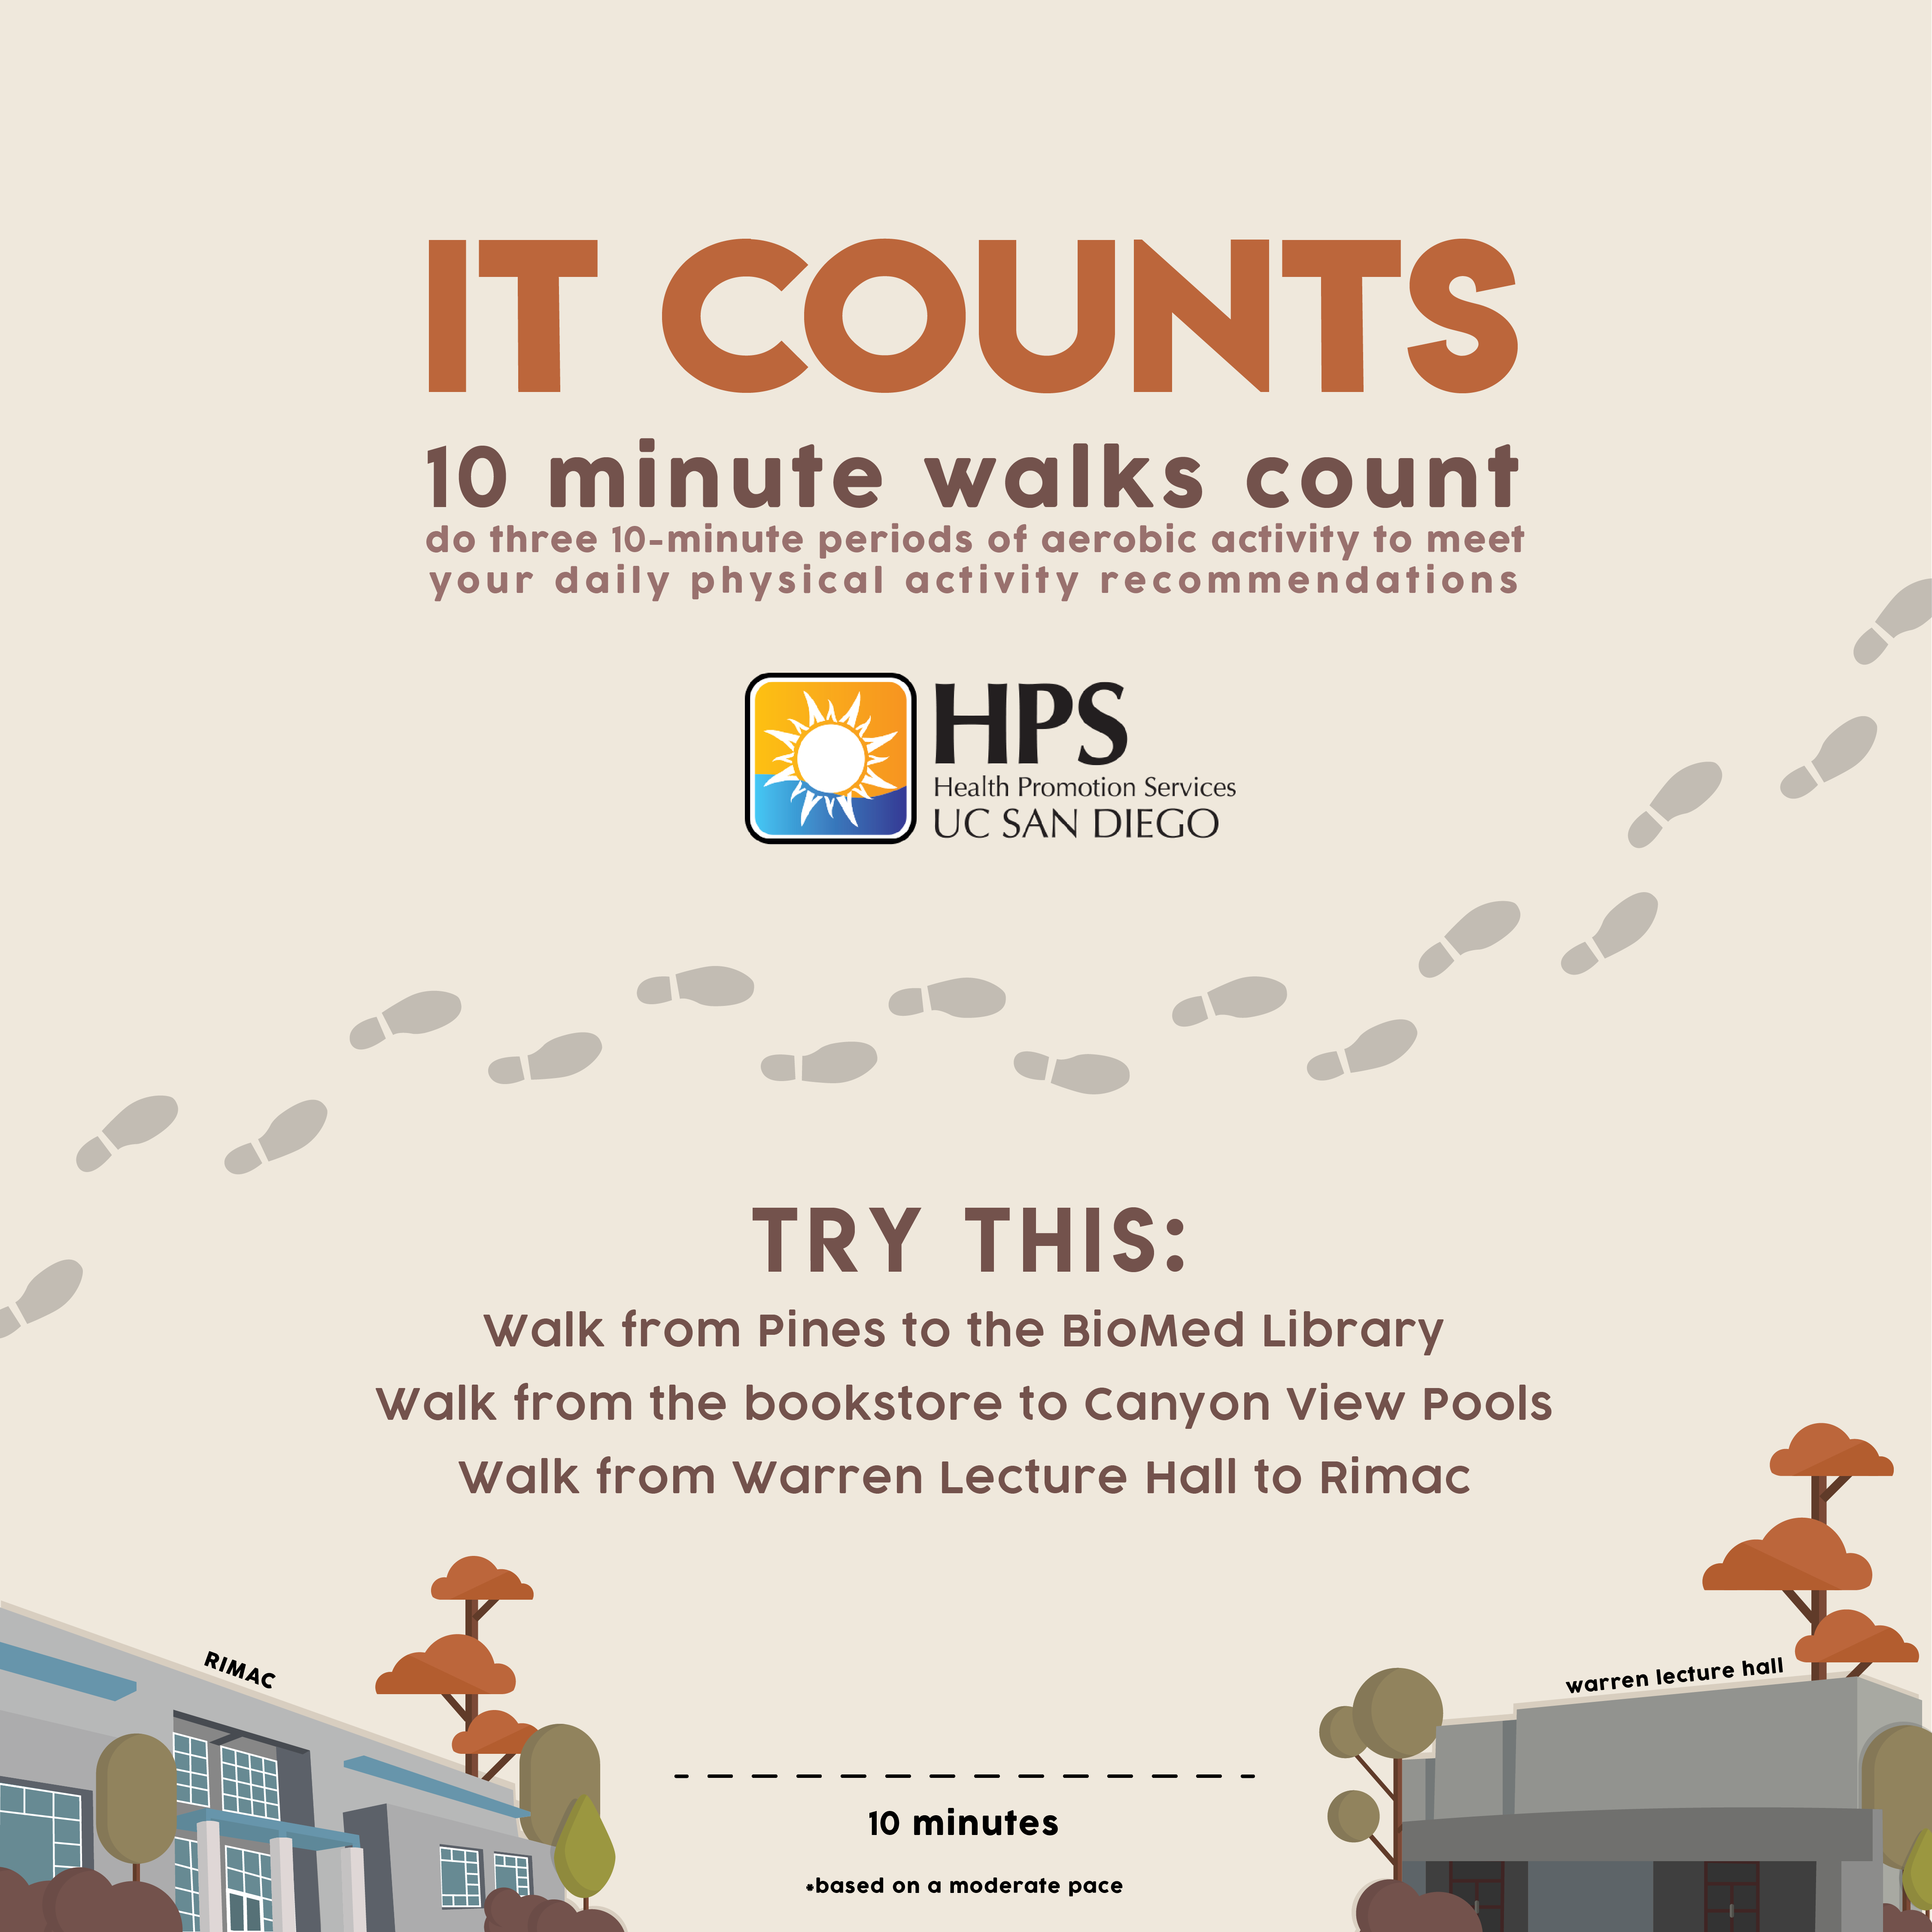 IT COUNTS
10 minute walks count
do three 10-minute periods of aerobic activity to meet
your daily physical activity recommendations
HPS
Health Promotion Services
UC SAN DIEGO
TRY THIS:
Walk from Pines to the BioMed Library
Walk from the bookstore to Canyon View Pools
Walk from Warren Lecture Hall to Rimac
RIMAC
warren lecture hall
10 minutes
*based on a moderate pace